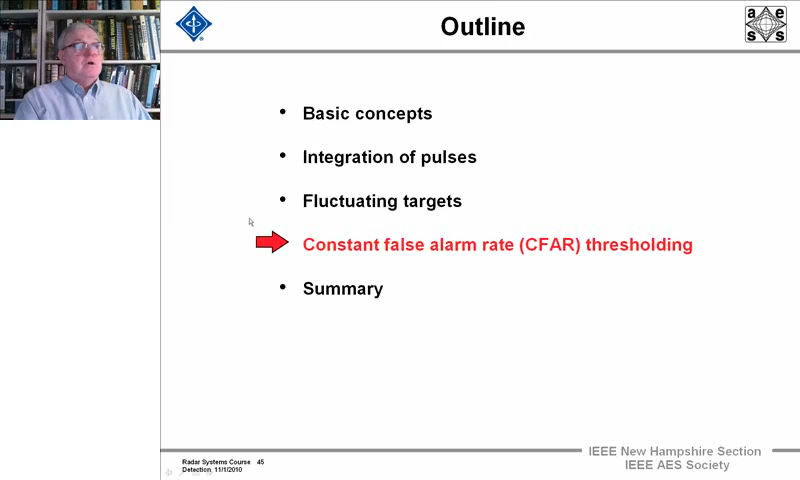 Outline
a e
s s
• Basic concepts
• Integration of pulses
• Fluctuating targets
Constant false alarm rate (CFAR) thresholding
• Summary
Radar Systems Course 45
Detection 11/1/2010
IEEE New Hampshire Section
IEEE AES Society